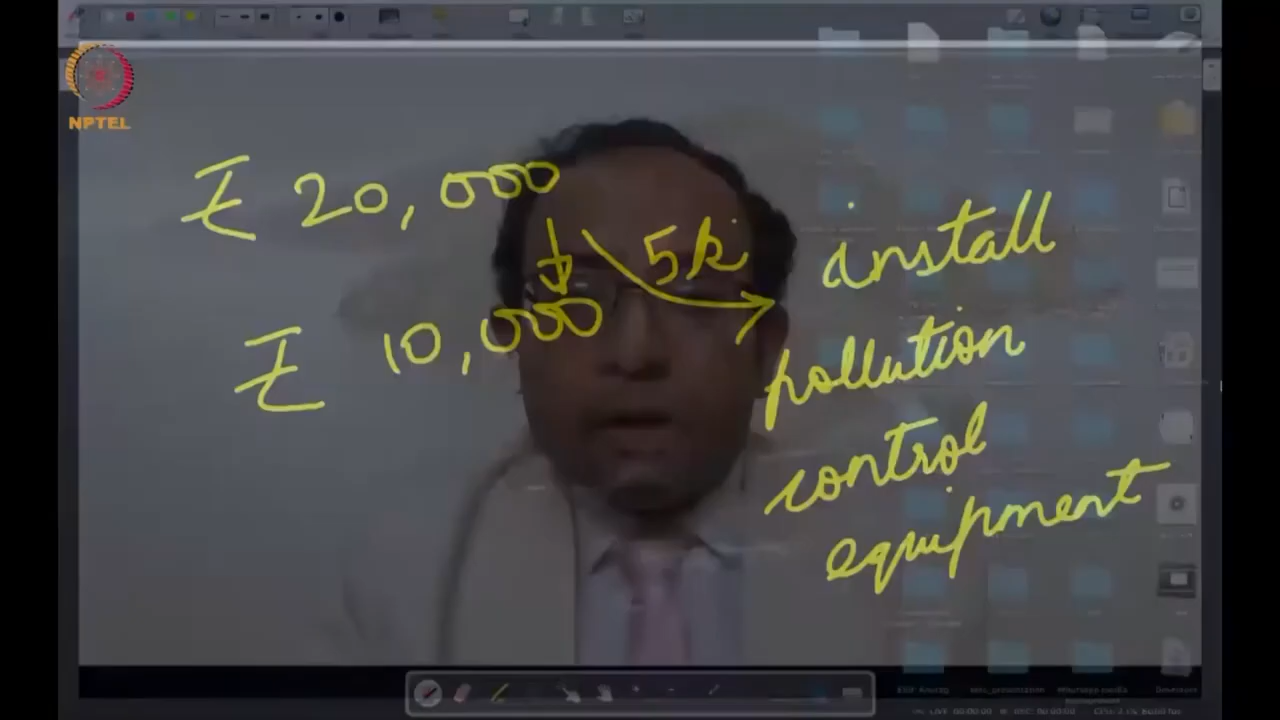 NPTEL
₹ 20,000
5k
₹ 10,000
install
pollution
control
equipment